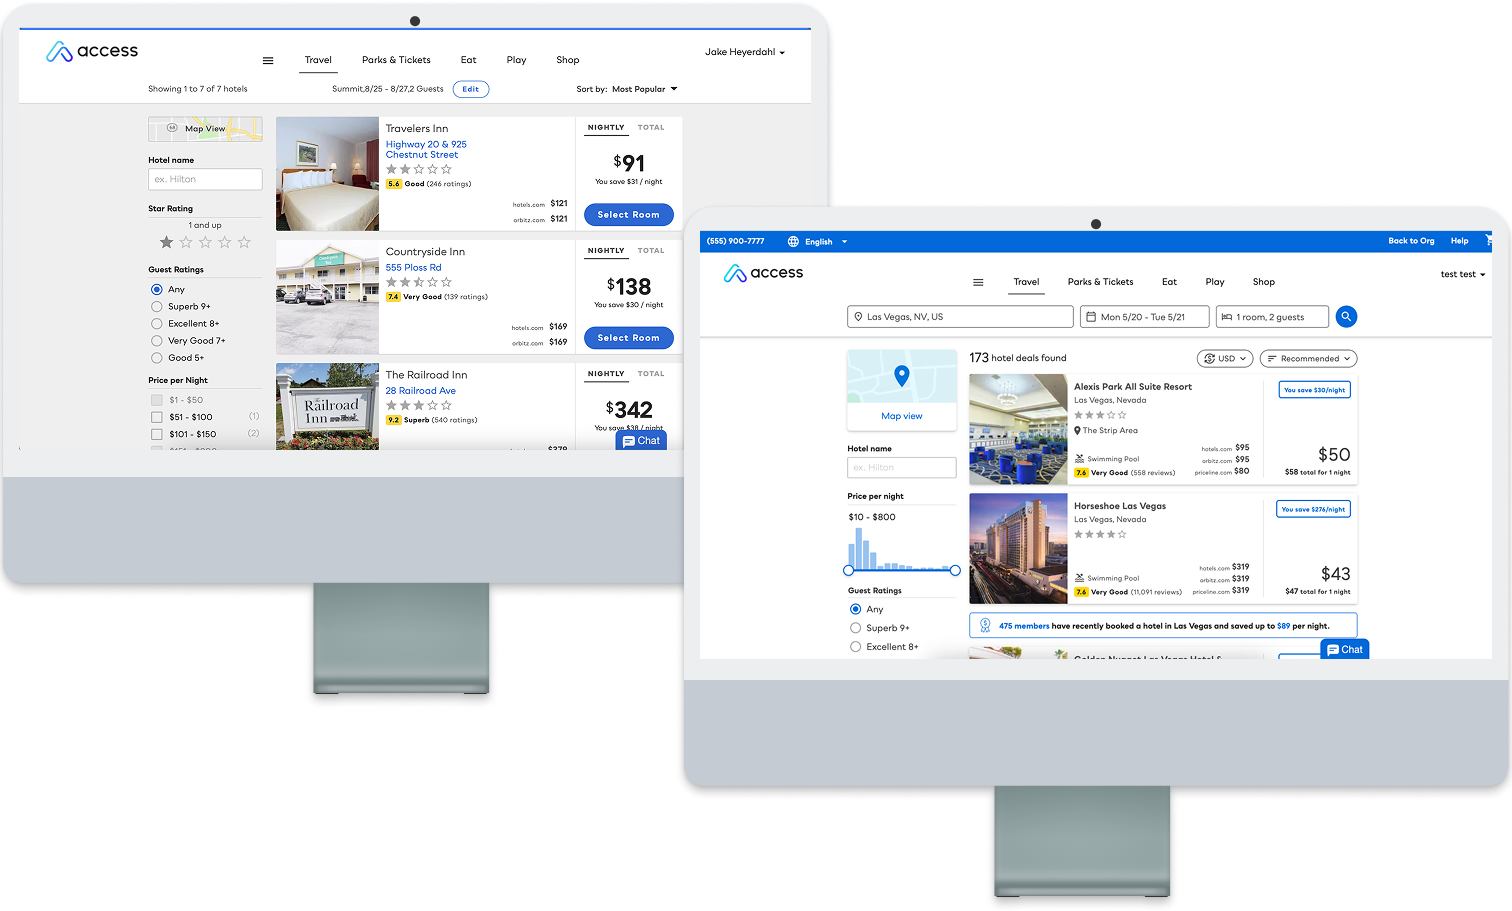 access
Travel
Parks & Tickets
Eat
Play
Shop
Jake Heyerdahl
Showing 1 to 7 of 7 hotels
Summit,8/25 - 8/27,2 Guests
Edit
Sort by: Most Popular
Map View
Hotel name
ex. Hilton
Star Rating
1 and up
Guest Ratings
Any
Superb 9+
Excellent 8+
Very Good 7+
Good 5+
Price per Night
$1 - $50
$51 - $100 (1)
$101 - $150 (2)
Travelers Inn
Highway 20 & 925
Chestnut Street
5.6 Good (246 ratings)
hotels.com $121
orbitz.com $121
NIGHTLY TOTAL
$91
You save $31 / night
Select Room
Countryside Inn
555 Ploss Rd
7.4 Very Good (139 ratings)
hotels.com $169
orbitz.com $169
NIGHTLY TOTAL
$138
You save $30 / night
Select Room
The Railroad Inn
28 Railroad Ave
9.2 Superb (540 ratings)
The
Railroad
Inn
NIGHTLY TOTAL
$342
You save $38 / night
Chat
(555) 900-7777
English
Back to Org
Help
access
Travel
Parks & Tickets
Eat
Play
Shop
test test
Las Vegas, NV, US
Mon 5/20 - Tue 5/21
1 room, 2 guests
Map view
Hotel name
ex. Hilton
Price per night
$10 - $800
Guest Ratings
Any
Superb 9+
Excellent 8+
173 hotel deals found
USD
Recommended
Alexis Park All Suite Resort
Las Vegas, Nevada
The Strip Area
Swimming Pool
7.6 Very Good (558 reviews)
hotels.com $95
orbitz.com $95
priceline.com $80
You save $30/night
$50
$58 total for 1 night
Horseshoe Las Vegas
Las Vegas, Nevada
Swimming Pool
7.6 Very Good (11,091 reviews)
hotels.com $319
orbitz.com $319
priceline.com $319
You save $276/night
$43
$47 total for 1 night
475 members have recently booked a hotel in Las Vegas and saved up to $89 per night.
Golden Nugget Las Vegas Hotel &
Chat